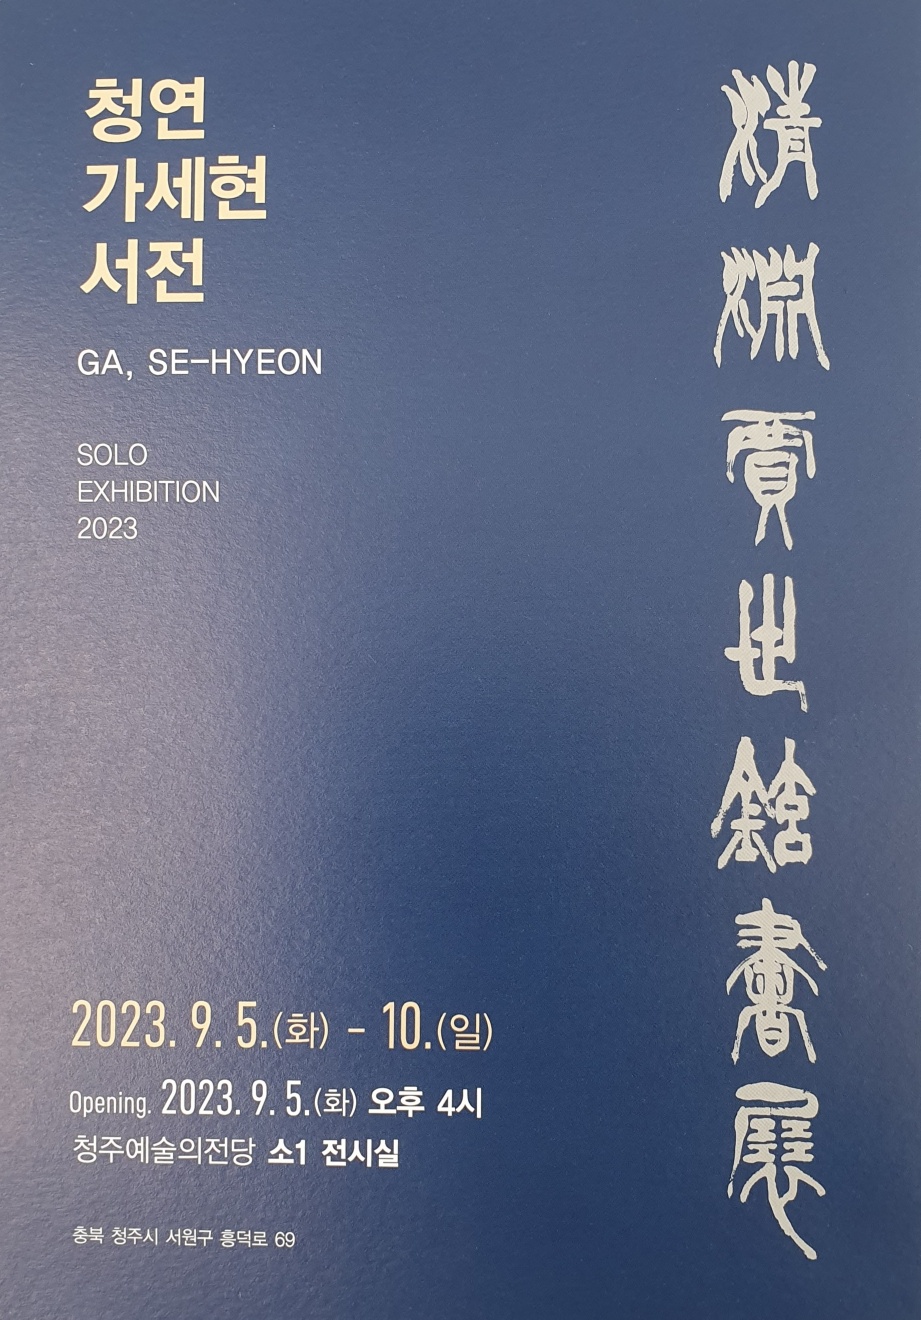 청연
가세현
서전
GA, SE-HYEON
SOLO
EXHIBITION
2023
2023. 9. 5.(화) - 10.(일)
Opening. 2023. 9. 5.(화) 오후 4시
청주예술의전당 소1 전시실
충북 청주시 서원구 흥덕로 69
淸淵賈世鉉書展